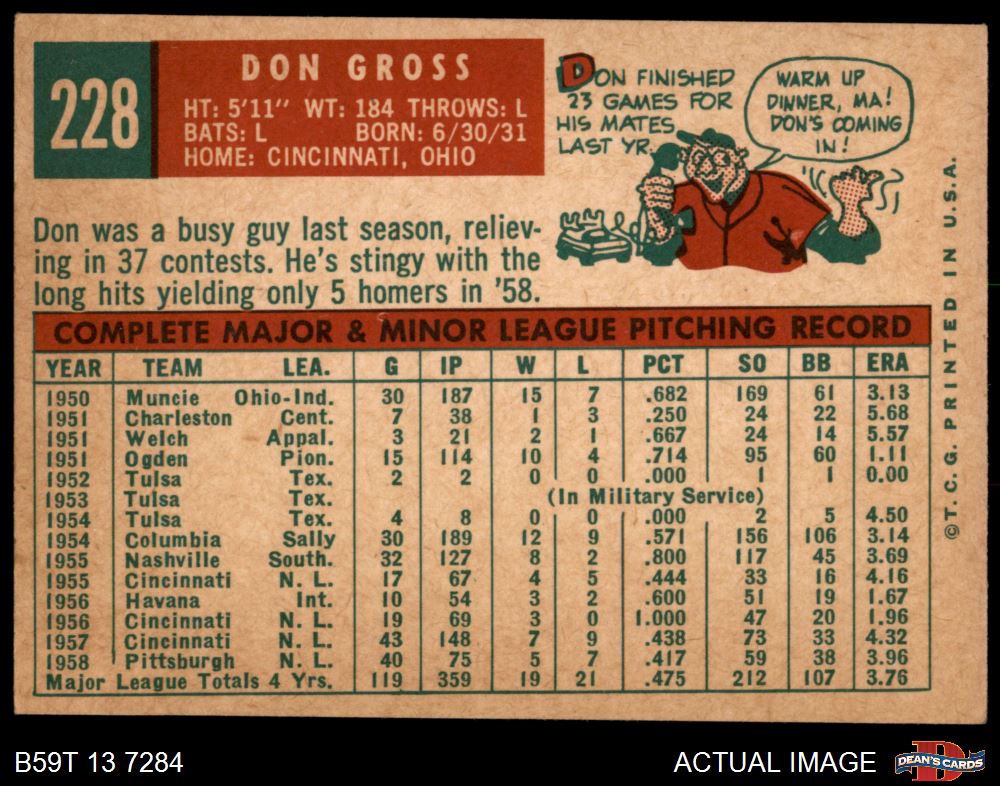 228
DON GROSS
HT: 5'11" WT: 184 THROWS: L
BATS: L BORN: 6/30/31
HOME: CINCINNATI, OHIO
DON FINISHED
23 GAMES FOR
HIS MATES
LAST YR.
WARM UP
DINNER, MA!
DON'S COMING
IN!
Don was a busy guy last season, reliev-
ing in 37 contests. He's stingy with the
long hits yielding only 5 homers in '58.
COMPLETE MAJOR & MINOR LEAGUE PITCHING RECORD
YEAR TEAM LEA. G IP W L PCT SO BB ERA
1950 Muncie Ohio-Ind. 30 187 15 7 .682 169 61 3.13
1951 Charleston Cent. 7 38 1 3 .250 24 22 5.68
1951 Welch Appal. 3 21 2 1 .667 24 14 5.57
1951 Ogden Pion. 15 114 10 4 .714 95 60 1.11
1952 Tulsa Tex. 2 2 0 0 .000 1 1 0.00
1953 Tulsa Tex. (In Military Service)
1954 Tulsa Tex. 4 8 0 0 .000 2 5 4.50
1954 Columbia Sally 30 189 12 9 .571 156 106 3.14
1955 Nashville South. 32 127 8 2 .800 117 45 3.69
1955 Cincinnati N. L. 17 67 4 5 .444 33 16 4.16
1956 Havana Int. 10 54 3 2 .600 51 19 1.67
1956 Cincinnati N. L. 19 69 3 0 1.000 47 20 1.96
1957 Cincinnati N. L. 43 148 7 9 .438 73 33 4.32
1958 Pittsburgh N. L. 40 75 5 7 .417 59 38 3.96
Major League Totals 4 Yrs. 119 359 19 21 .475 212 107 3.76
©T. C. G. PRINTED IN U.S.A.
B59T 13 7284
ACTUAL IMAGE
DEAN'S CARDS